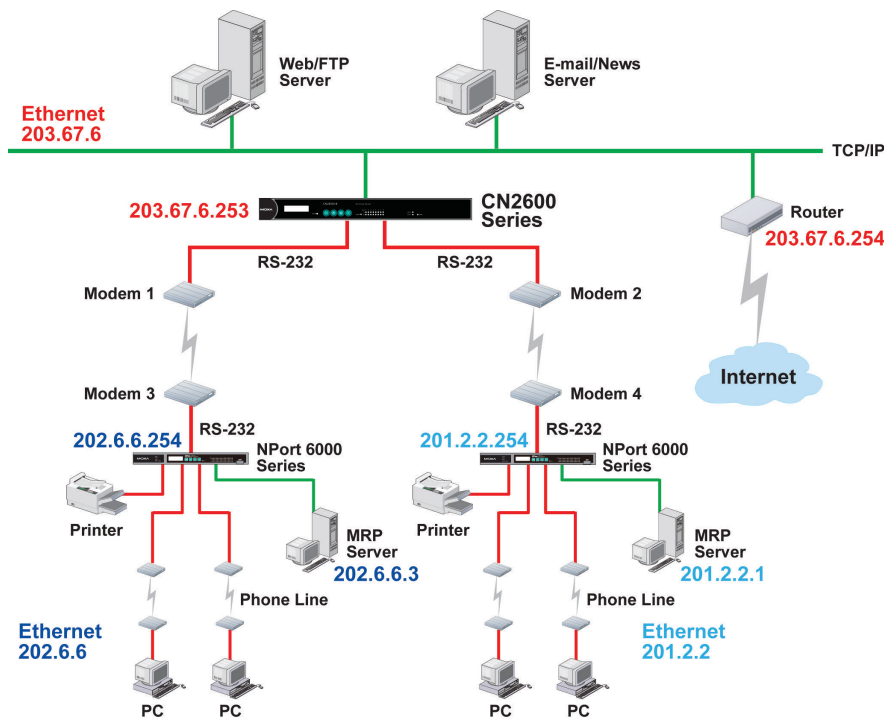 Web/FTP
Server
E-mail/News
Server
Ethernet
203.67.6
TCP/IP
203.67.6.253
MOXA
CN2600
Series
Router
203.67.6.254
RS-232
RS-232
Modem 1
Modem 2
Internet
Modem 3
Modem 4
202.6.6.254
RS-232
NPort 6000
Series
201.2.2.254
RS-232
NPort 6000
Series
Printer
MRP
Server
202.6.6.3
Printer
MRP
Server
201.2.2.1
Phone Line
Phone Line
Ethernet
202.6.6
Ethernet
201.2.2
PC
PC
PC
PC